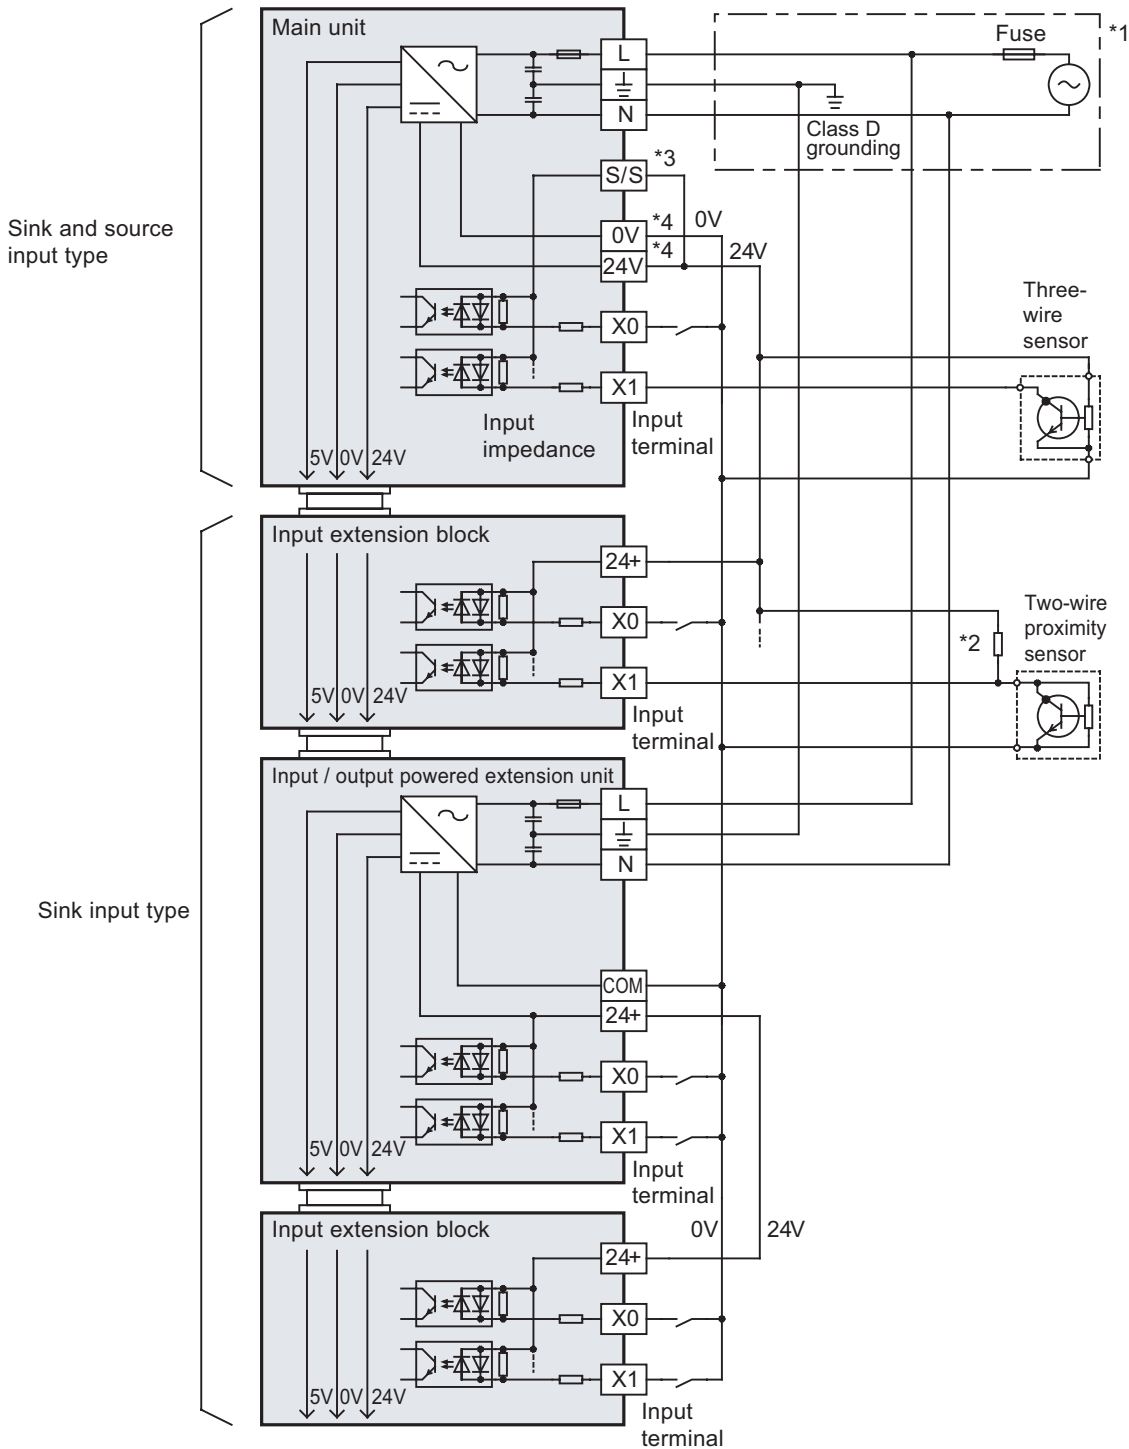 Main unit
L
N
Fuse
*1
Class D
grounding
S/S
*3
0V
*4
0V
24V
*4
24V
Sink and source
input type
X0
X1
Three-
wire
sensor
Input
impedance
Input
terminal
5V
0V
24V
Input extension block
24+
X0
X1
*2
Two-wire
proximity
sensor
5V
0V
24V
Input
terminal
Input / output powered extension unit
L
N
Sink input type
COM
24+
X0
X1
5V
0V
24V
Input
terminal
Input extension block
0V
24V
24+
X0
X1
5V
0V
24V
Input
terminal